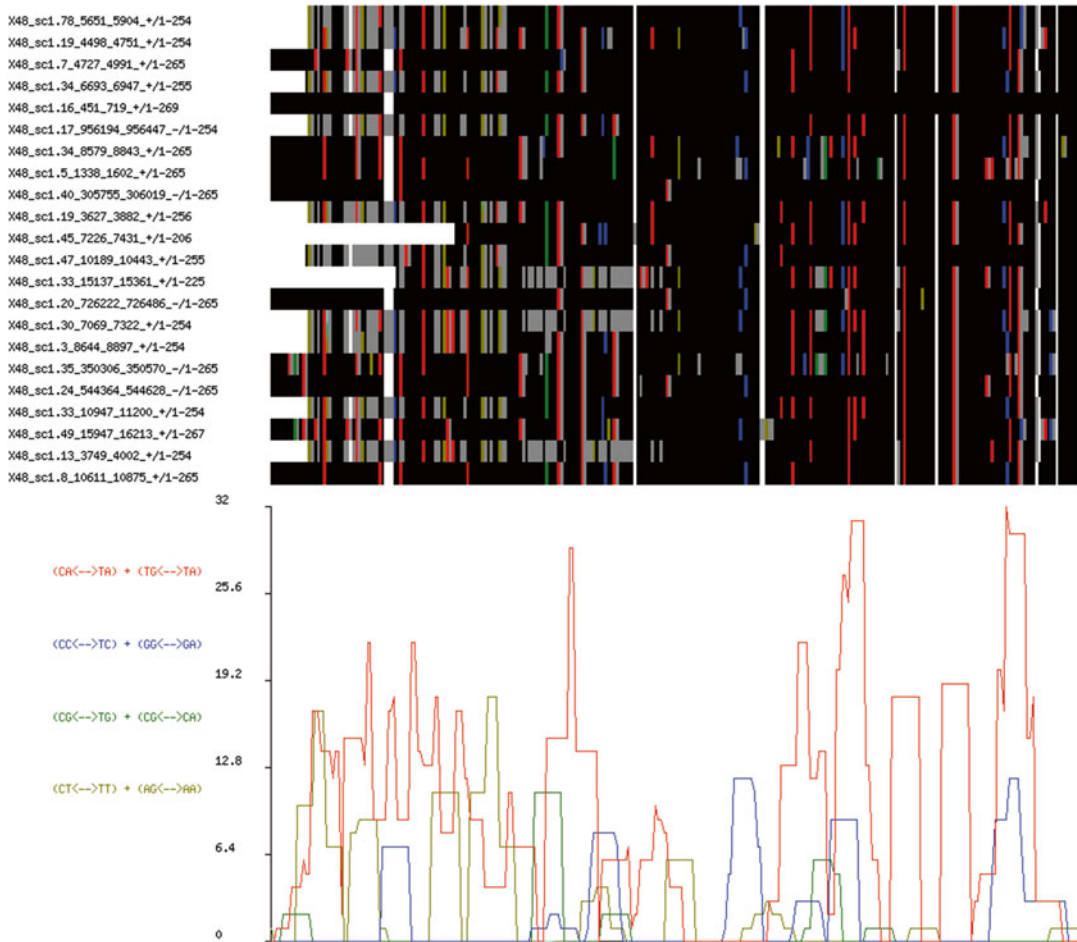 X48_sc1.78_5651_5904_+/1-254
X48_sc1.19_4498_4751_+/1-254
X48_sc1.7_4727_4991_+/1-265
X48_sc1.34_6693_6947_+/1-255
X48_sc1.16_451_719_+/1-269
X48_sc1.17_956194_956447_-/1-254
X48_sc1.34_8579_8843_+/1-265
X48_sc1.5_1338_1602_+/1-265
X48_sc1.40_305755_306019_-/1-265
X48_sc1.19_3627_3882_+/1-256
X48_sc1.45_7226_7431_+/1-206
X48_sc1.47_10189_10443_+/1-255
X48_sc1.33_15137_15361_+/1-225
X48_sc1.20_726222_726486_-/1-265
X48_sc1.30_7069_7322_+/1-254
X48_sc1.3_8644_8897_+/1-254
X48_sc1.35_350306_350570_-/1-265
X48_sc1.24_544364_544628_-/1-265
X48_sc1.33_10947_11200_+/1-254
X48_sc1.49_15947_16213_+/1-267
X48_sc1.13_3749_4002_+/1-254
X48_sc1.8_10611_10875_+/1-265
32
(CA<-->TA) + (TG<-->TA)
25.6
(CC<-->TC) + (GG<-->GA)
19.2
(CG<-->TG) + (CG<-->CA)
12.8
(CT<-->TT) + (AG<-->AA)
6.4
0